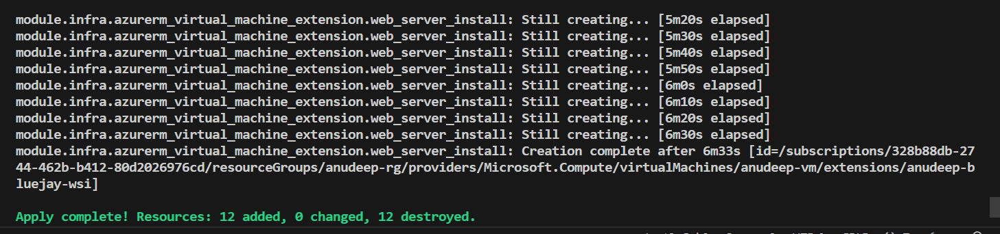 module.infra.azurerm_virtual_machine_extension.web_server_install: Still creating... [5m20s elapsed]
module.infra.azurerm_virtual_machine_extension.web_server_install: Still creating... [5m30s elapsed]
module.infra.azurerm_virtual_machine_extension.web_server_install: Still creating... [5m40s elapsed]
module.infra.azurerm_virtual_machine_extension.web_server_install: Still creating... [5m50s elapsed]
module.infra.azurerm_virtual_machine_extension.web_server_install: Still creating... [6m0s elapsed]
module.infra.azurerm_virtual_machine_extension.web_server_install: Still creating... [6m10s elapsed]
module.infra.azurerm_virtual_machine_extension.web_server_install: Still creating... [6m20s elapsed]
module.infra.azurerm_virtual_machine_extension.web_server_install: Still creating... [6m30s elapsed]
module.infra.azurerm_virtual_machine_extension.web_server_install: Creation complete after 6m33s [id=/subscriptions/328b88db-27
44-462b-b412-80d2026976cd/resourceGroups/anudeep-rg/providers/Microsoft.Compute/virtualMachines/anudeep-vm/extensions/anudeep-b
luejay-wsi]
Apply complete! Resources: 12 added, 0 changed, 12 destroyed.